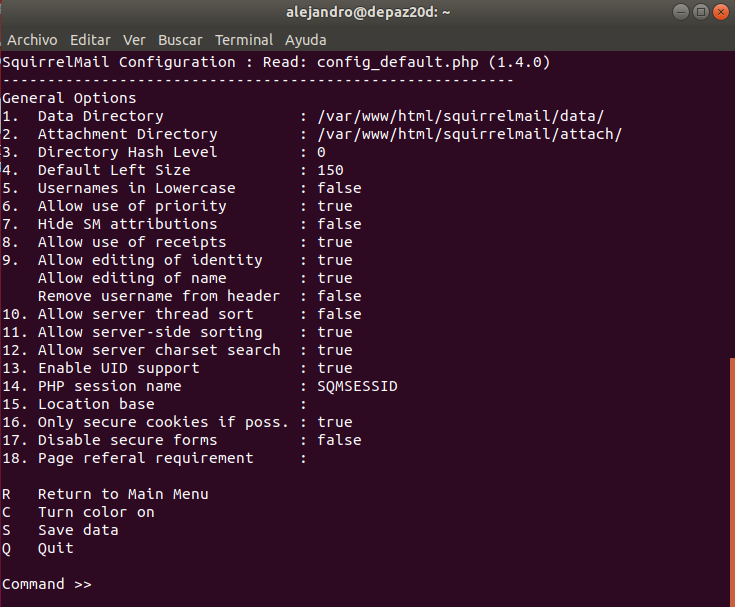 alejandro@depaz20d: ~
Archivo Editar Ver Buscar Terminal Ayuda
SquirrelMail Configuration : Read: config_default.php (1.4.0)
---------------------------------------------------------
General Options
1.  Data Directory               : /var/www/html/squirrelmail/data/
2.  Attachment Directory         : /var/www/html/squirrelmail/attach/
3.  Directory Hash Level         : 0
4.  Default Left Size            : 150
5.  Usernames in Lowercase       : false
6.  Allow use of priority        : true
7.  Hide SM attributions         : false
8.  Allow use of receipts        : true
9.  Allow editing of identity    : true
    Allow editing of name        : true
    Remove username from header  : false
10. Allow server thread sort     : false
11. Allow server-side sorting    : true
12. Allow server charset search  : true
13. Enable UID support           : true
14. PHP session name             : SQMSESSID
15. Location base                :
16. Only secure cookies if poss. : true
17. Disable secure forms         : false
18. Page referal requirement     :
R   Return to Main Menu
C   Turn color on
S   Save data
Q   Quit
Command >>